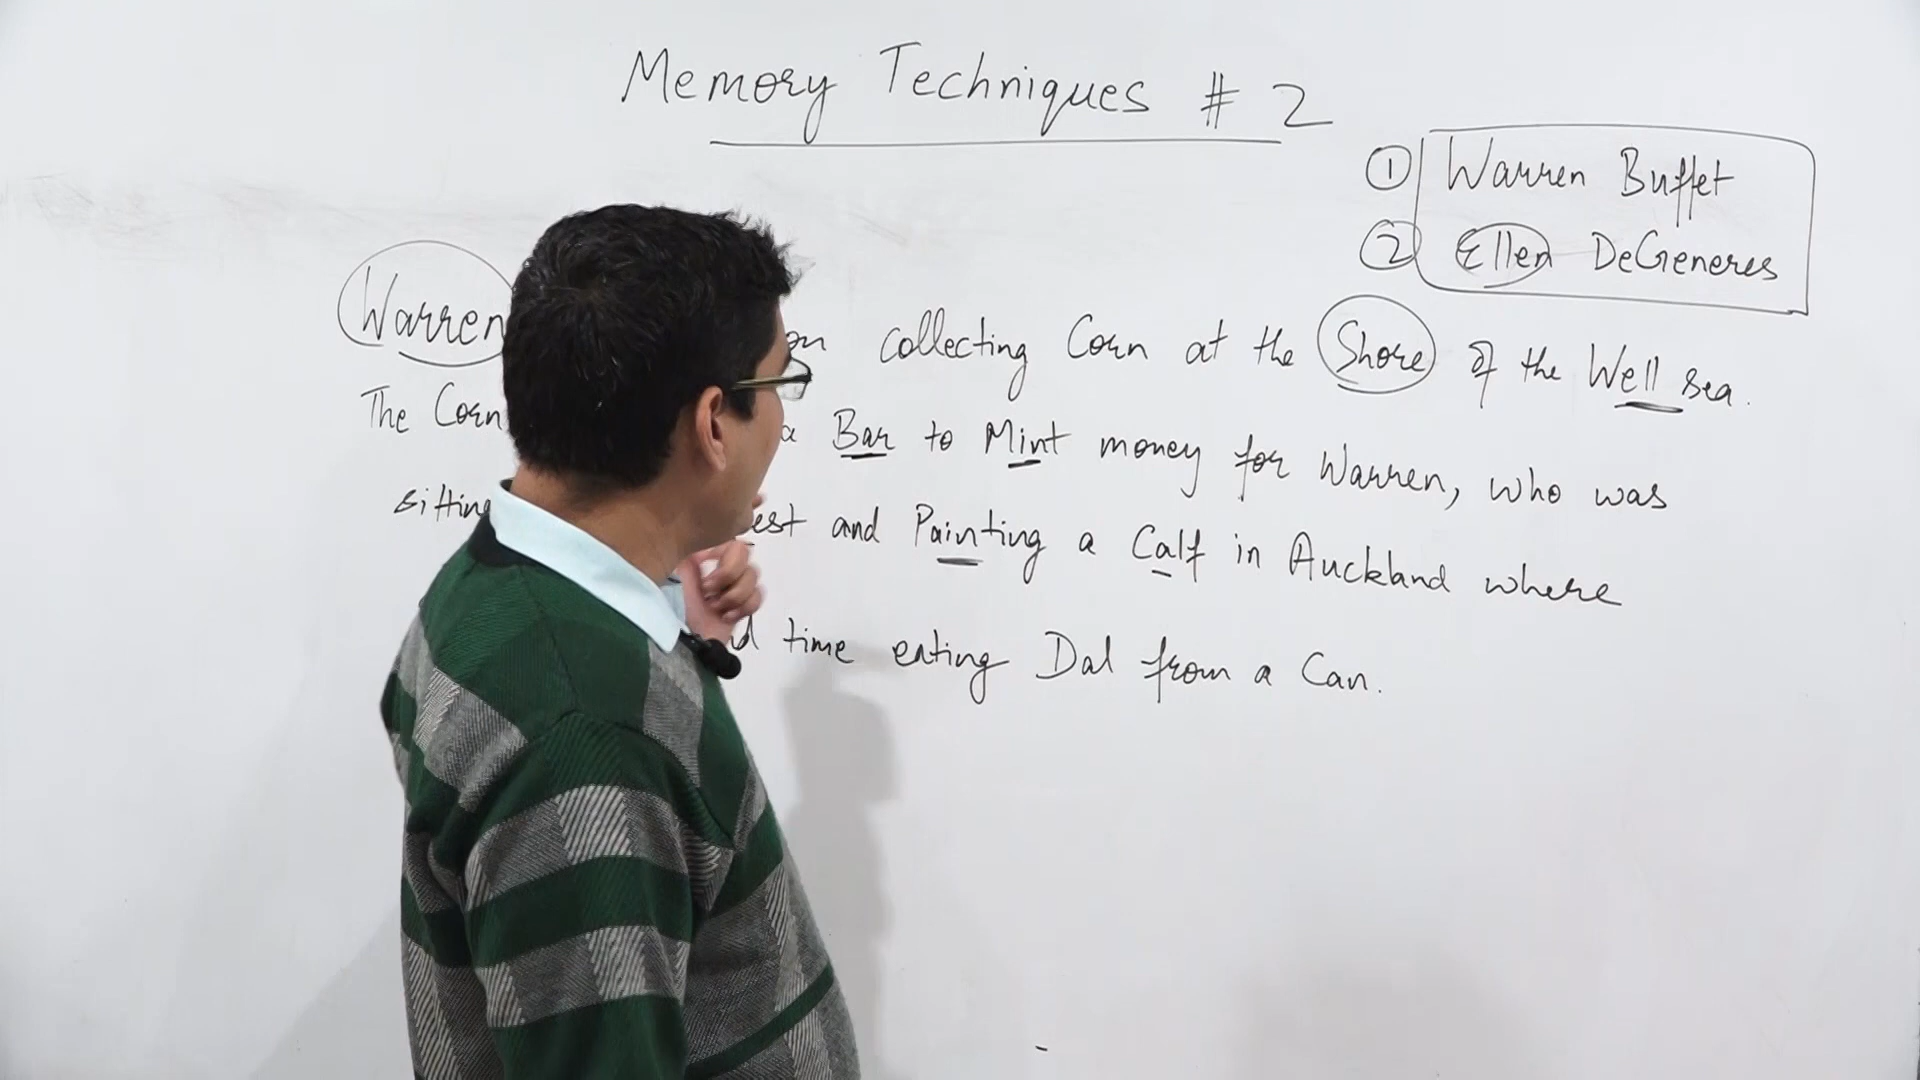 Memory Techniques # 2
① Warren Buffet
② Ellen DeGeneres
Warren on collecting Corn at the Shore of the Well sea.
The Corn a Bar to Mint money for Warren, who was
sitting est and Painting a Calf in Auckland where
d time eating Dal from a Can.